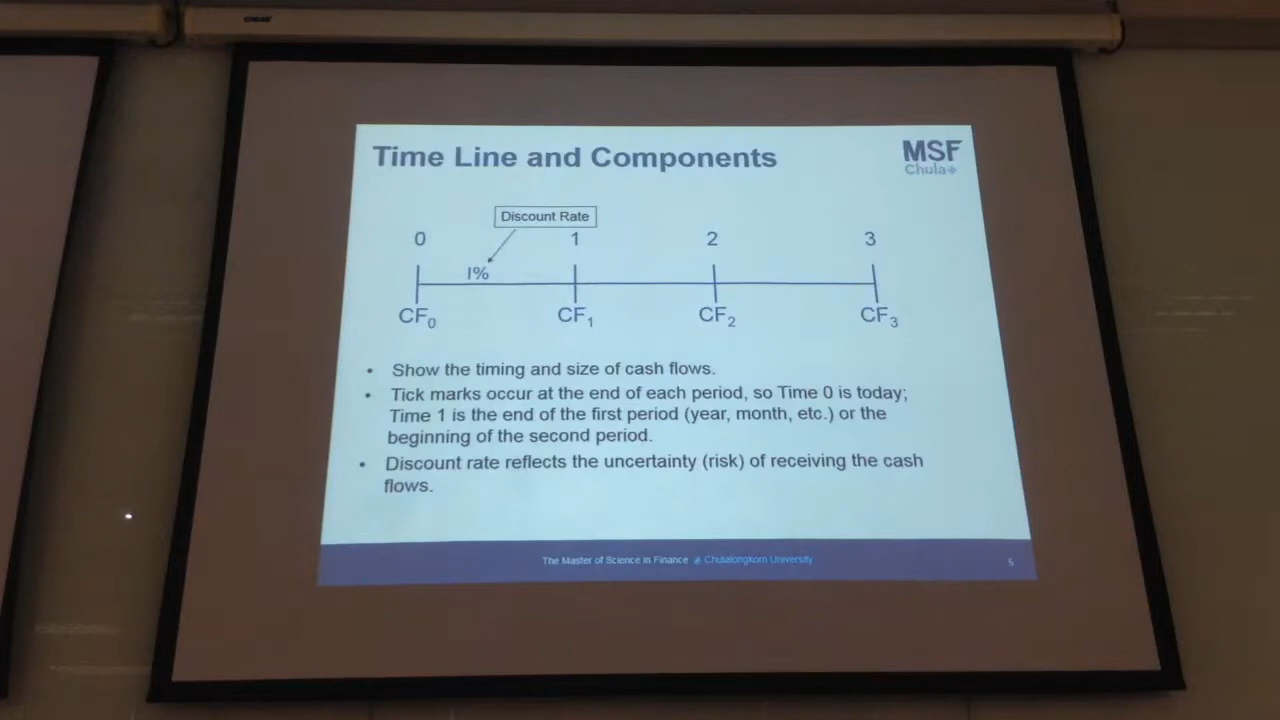 Time Line and Components
MSF
Chula
Discount Rate
0 1 2 3
I%
CF0 CF1 CF2 CF3
• Show the timing and size of cash flows.
• Tick marks occur at the end of each period, so Time 0 is today;
Time 1 is the end of the first period (year, month, etc.) or the
beginning of the second period.
• Discount rate reflects the uncertainty (risk) of receiving the cash
flows.
The Master of Science in Finance @ Chulalongkorn University
5